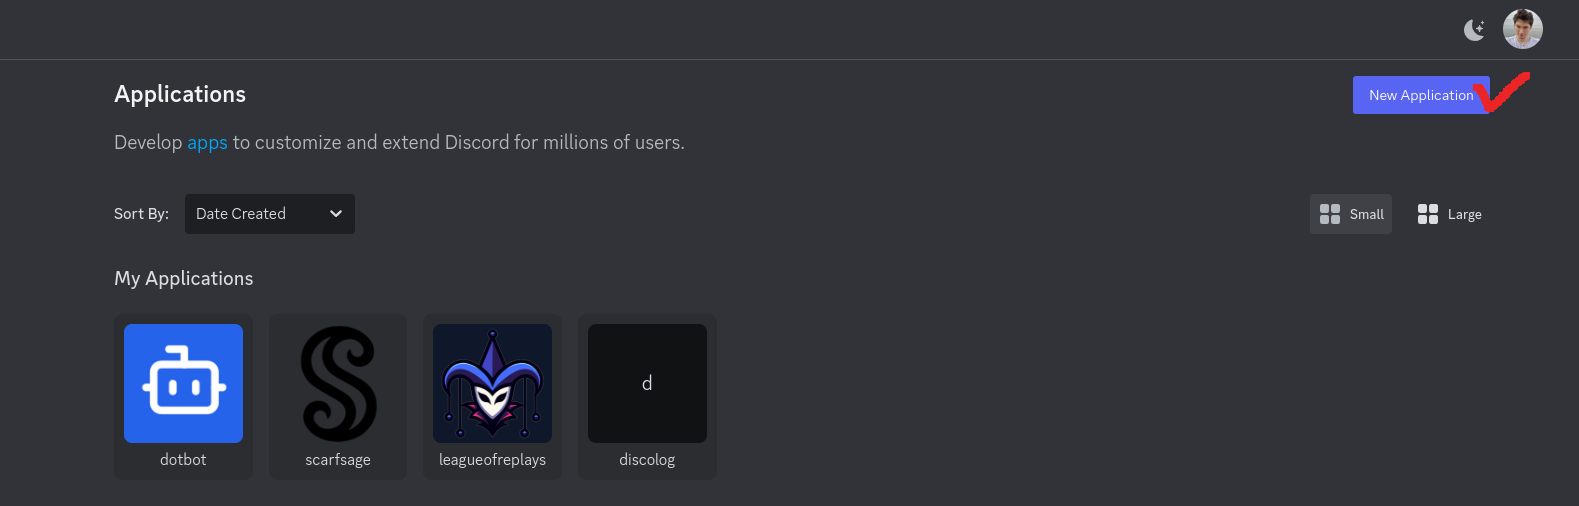 Applications
New Application
Develop apps to customize and extend Discord for millions of users.
Sort By: Date Created
Small Large
My Applications
d
dotbot scarfsage leagueofreplays discolog